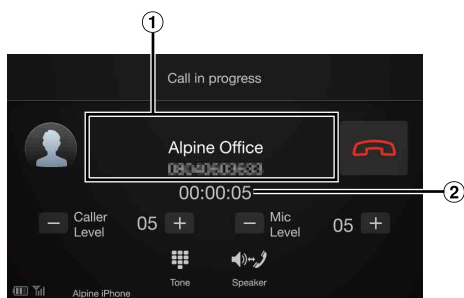 1
Call in progress
Alpine Office
00:00:05
2
Caller Level
05
Mic Level
05
Tone
Speaker
Alpine iPhone